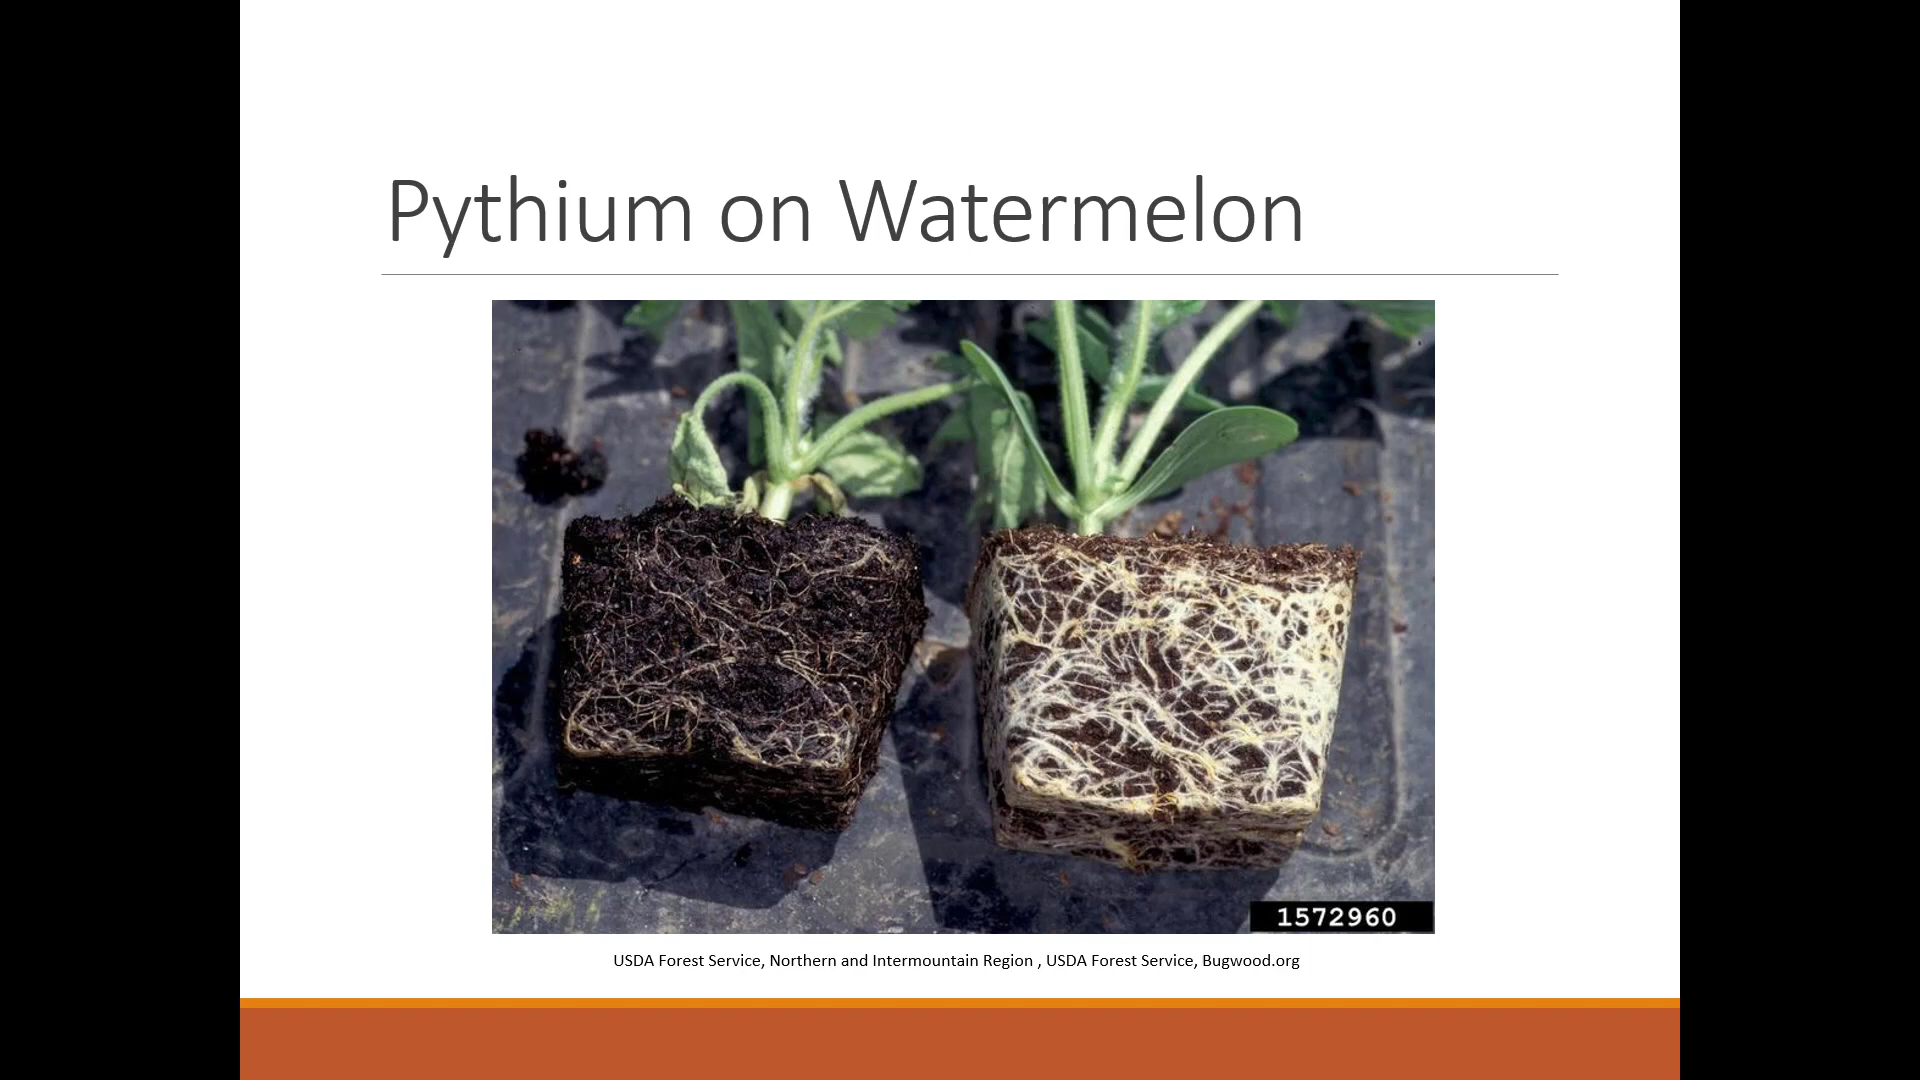 Pythium on Watermelon
1572960
USDA Forest Service, Northern and Intermountain Region , USDA Forest Service, Bugwood.org